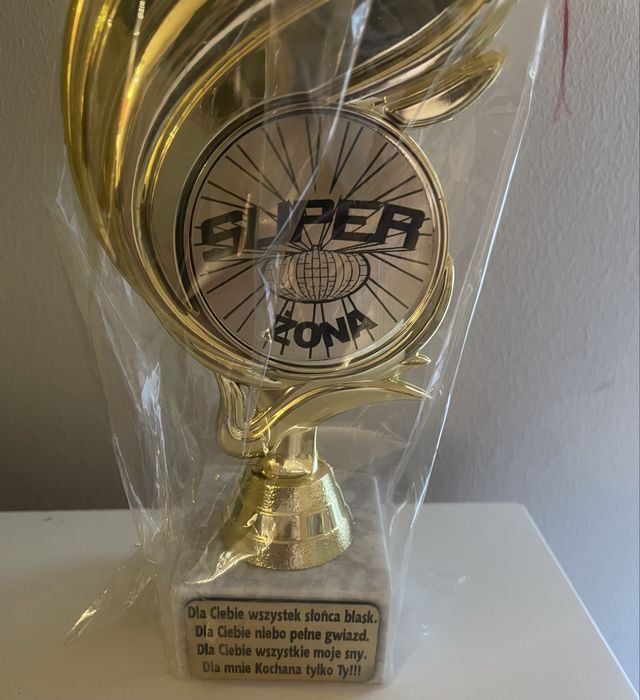 SUPER
ŻONA
Dla Ciebie wszystek słońca blask.
Dla Ciebie niebo pełne gwiazd.
Dla Ciebie wszystkie moje sny.
Dla mnie Kochana tylko Ty!!!